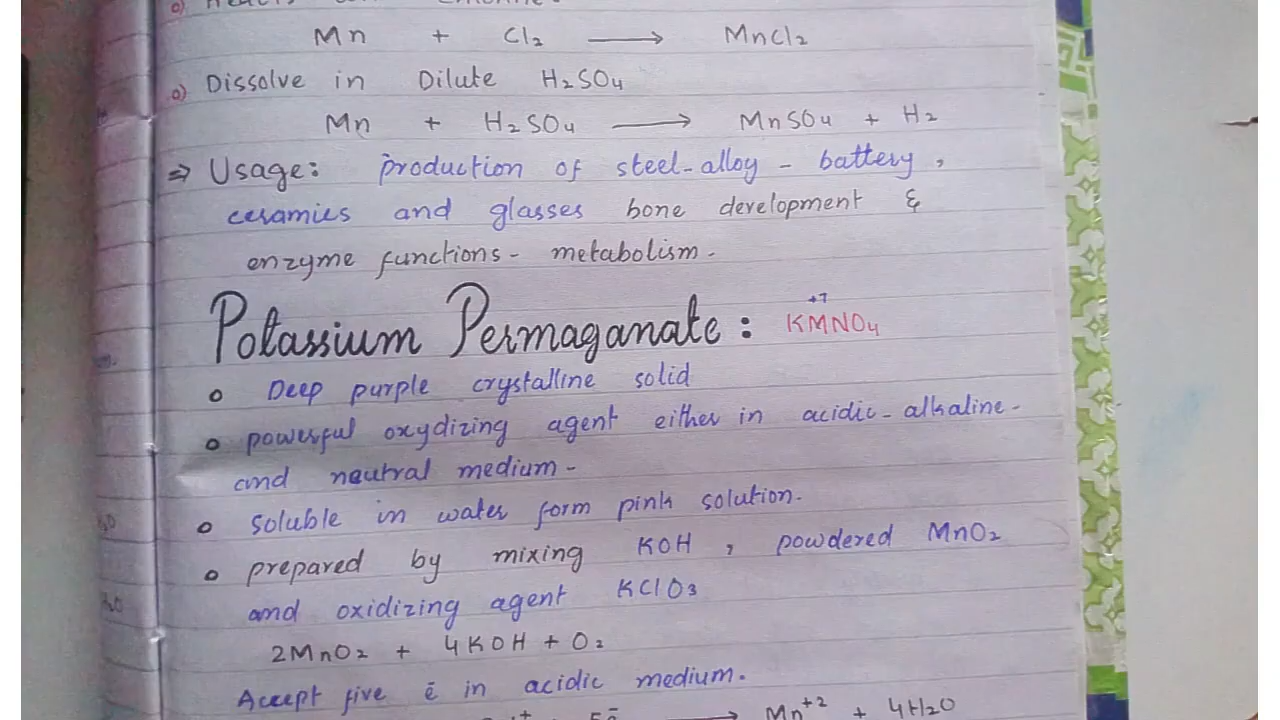 Mn + Cl₂ ⟶ MnCl₂
o) Dissolve in Dilute H₂SO₄
Mn + H₂SO₄ ⟶ MnSO₄ + H₂
⇒ Usage: production of steel-alloy - battery,
ceramics and glasses bone development &
enzyme functions - metabolism.
+7
Potassium Permaganate: KMNO₄
o Deep purple crystalline solid
o powerful oxydizing agent either in acidic-alkaline-
and neutral medium-
o soluble in water form pink solution.
o prepared by mixing KOH, powdered MnO₂
and oxidizing agent KClO₃
2MnO₂ + 4KOH + O₂
Accept five ē in acidic medium.
⟶ Mn⁺² + 4H₂O